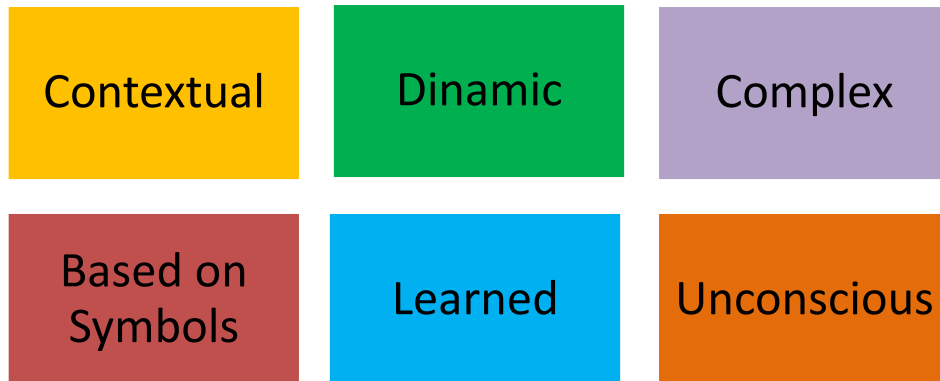 Contextual
Dinamic
Complex
Based on
Symbols
Learned
Unconscious